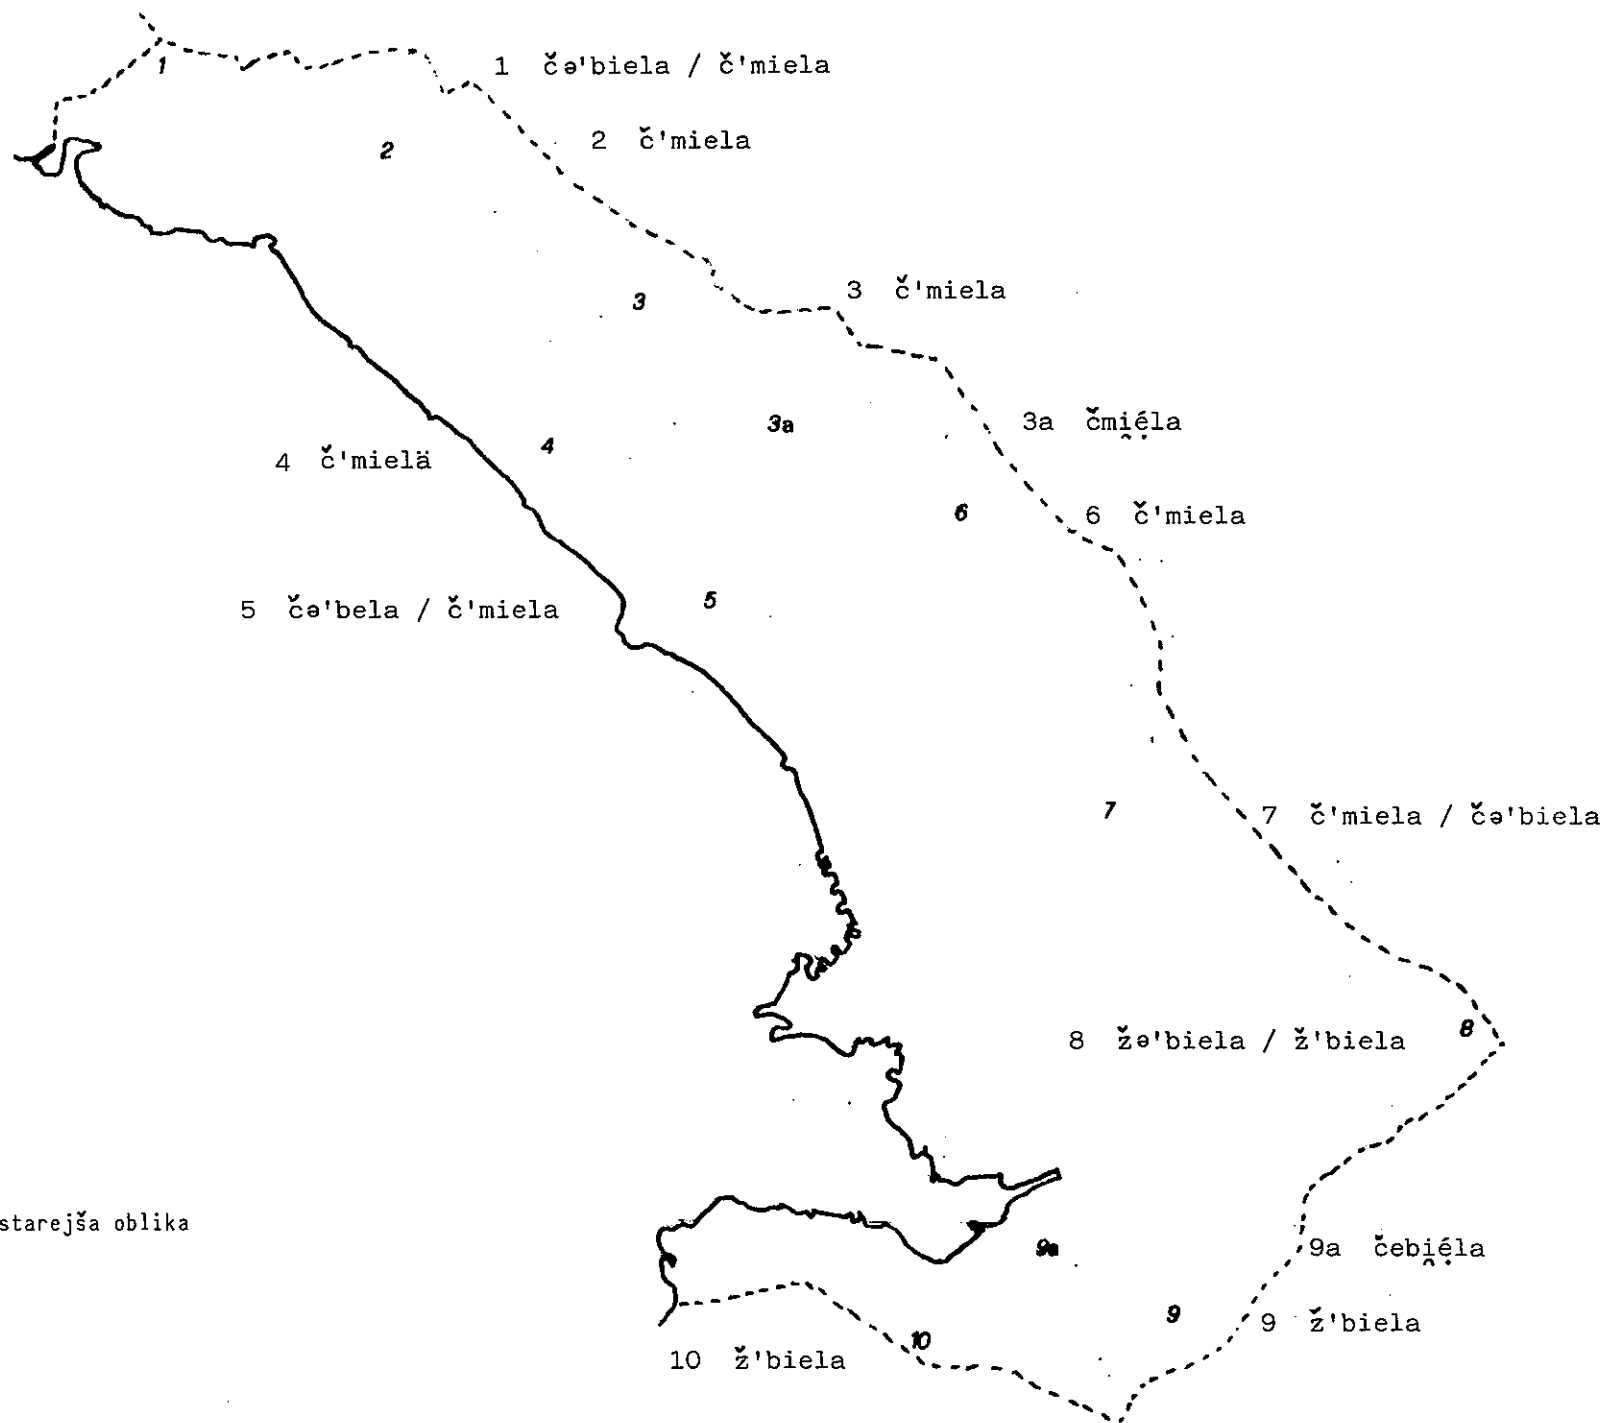 1
1 čə'biela / č'miela
2
2 č'miela
3
3 č'miela
3a
3a čmi̯ẹ́la
4
4 č'mielä
6
6 č'miela
5
5 čə'bela / č'miela
7
7 č'miela / čə'biela
8
8 žə'biela / ž'biela
starejša oblika
9a
9a čebi̯ẹ́la
9
9 ž'biela
10
10 ž'biela